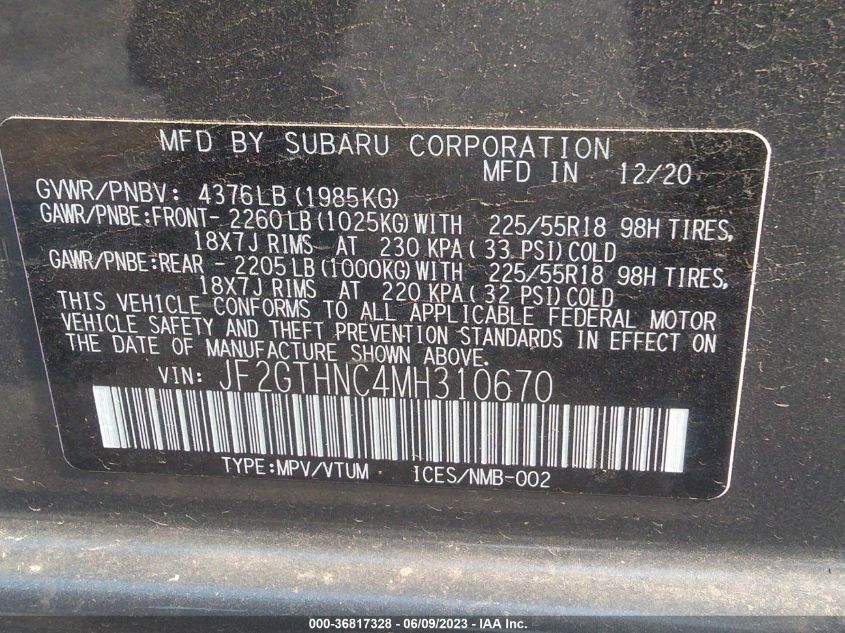 MFD BY SUBARU CORPORATION
MFD IN 12/20
GVWR/PNBV: 4376LB (1985KG)
GAWR/PNBE:FRONT- 2260LB (1025KG) WITH 225/55R18 98H TIRES,
18X7J RIMS AT 230 KPA ( 33 PSI) COLD
GAWR/PNBE:REAR - 2205LB (1000KG) WITH 225/55R18 98H TIRES,
18X7J RIMS AT 220 KPA ( 32 PSI) COLD
THIS VEHICLE CONFORMS TO ALL APPLICABLE FEDERAL MOTOR
VEHICLE SAFETY AND THEFT PREVENTION STANDARDS IN EFFECT ON
THE DATE OF MANUFACTURE SHOWN ABOVE.
VIN: JF2GTHNC4MH310670
TYPE:MPV/VTUM ICES/NMB-002
000-36817328 - 06/09/2023 - IAA Inc.